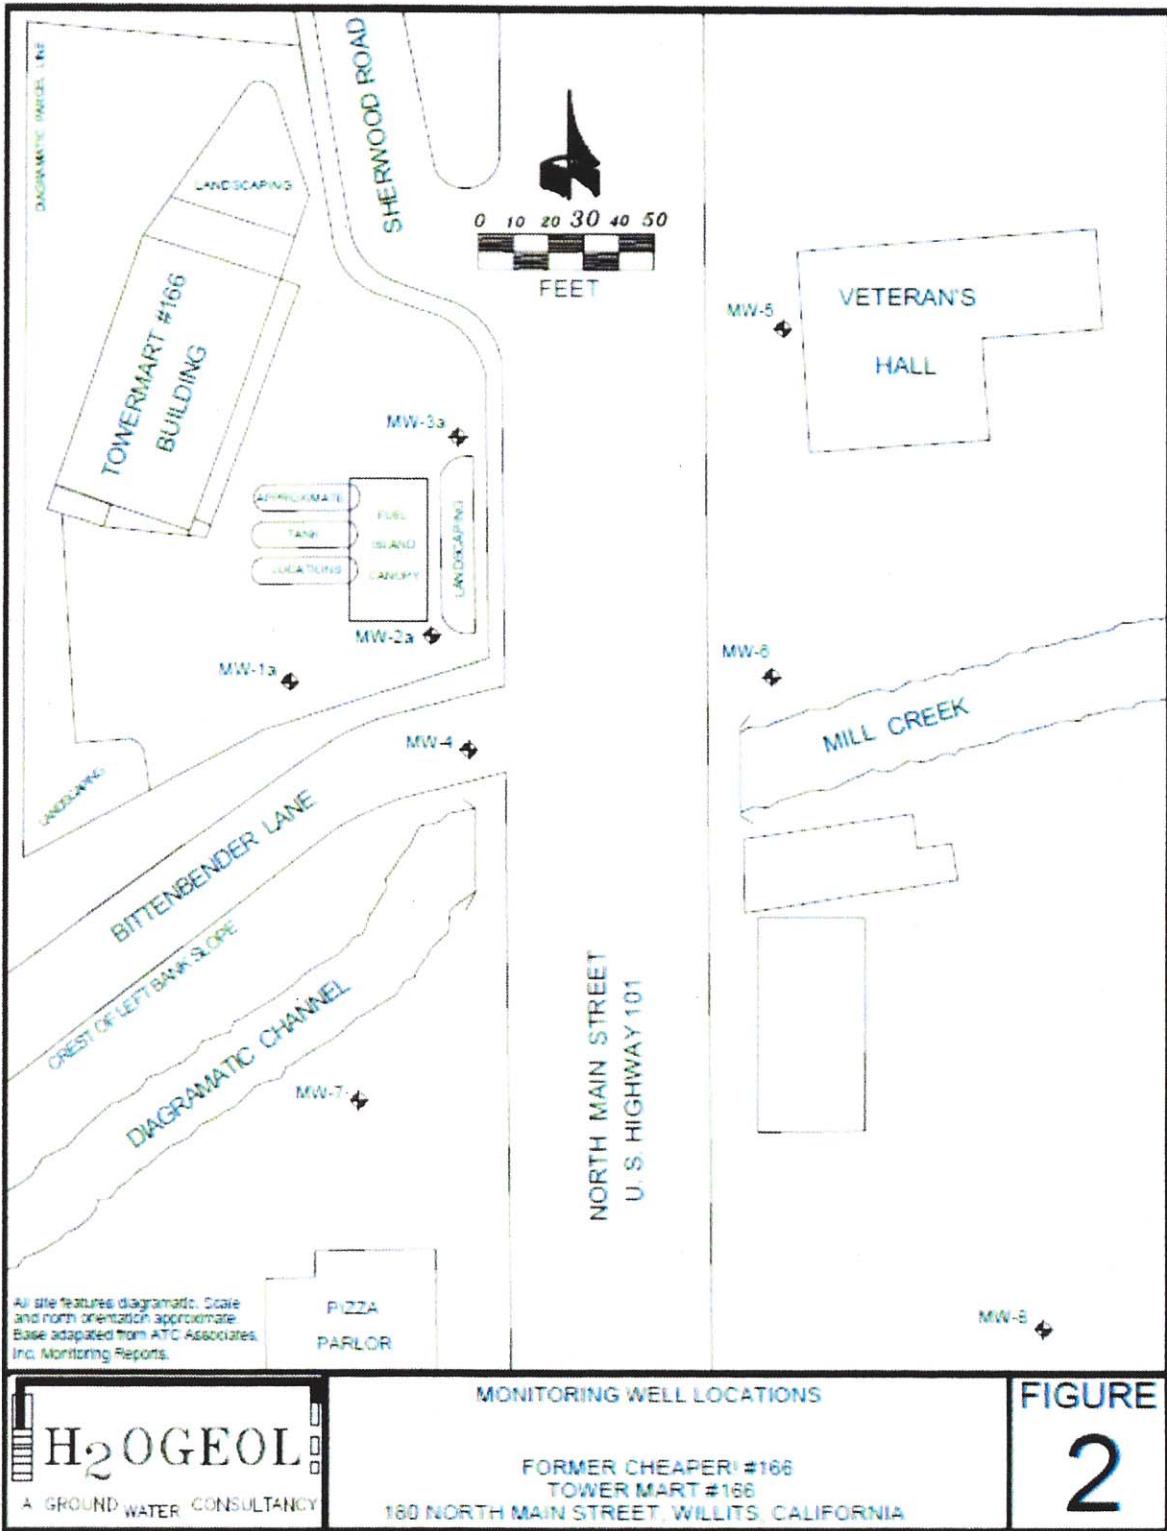 DIAGRAMATIC PARCEL LINE
SHERWOOD ROAD
LANDSCAPING
0 10 20 30 40 50
FEET
TOWERMART #166
BUILDING
MW-5
VETERAN'S
HALL
MW-3a
APPROXIMATE
TANK
LOCATIONS
FUEL
ISLAND
CANOPY
LANDSCAPING
MW-2a
MW-1a
MW-6
MILL CREEK
MW-4
LANDSCAPING
BITTENBENDER LANE
CREST OF LEFT BANK SLOPE
DIAGRAMATIC CHANNEL
MW-7
NORTH MAIN STREET
U. S. HIGHWAY 101
PIZZA
PARLOR
MW-8
All site features diagramatic. Scale
and north orientation approximate.
Base adapated from ATC Associates,
Inc. Monitoring Reports.
H2OGEOL
A GROUND WATER CONSULTANCY
MONITORING WELL LOCATIONS
FORMER CHEAPER! #166
TOWER MART #166
180 NORTH MAIN STREET, WILLITS, CALIFORNIA
FIGURE
2